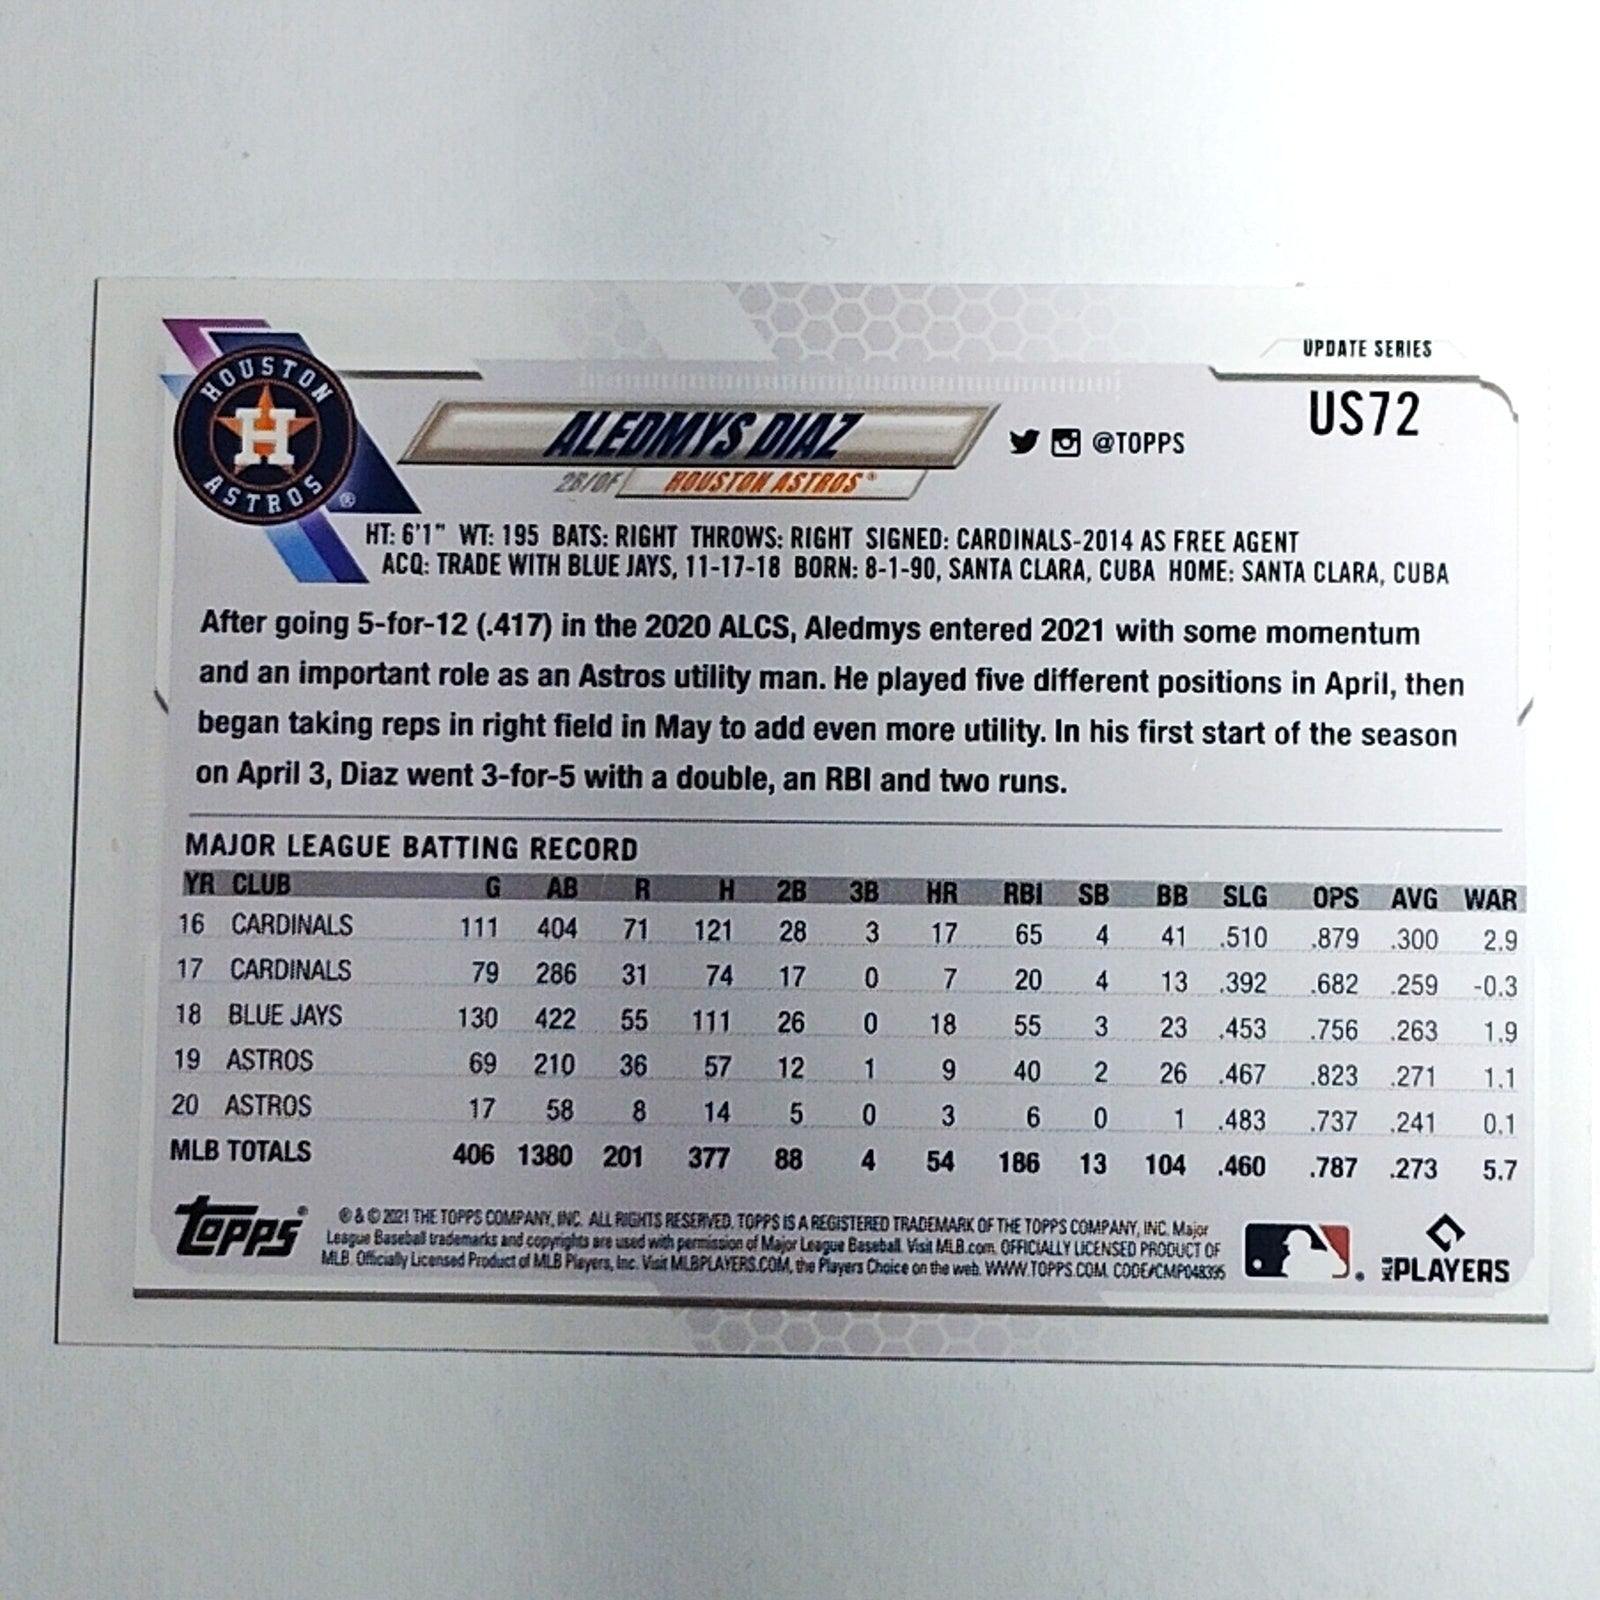 HOUSTON
ASTROS ®
UPDATE SERIES
US72
ALEDMYS DIAZ
@TOPPS
2B/OF HOUSTON ASTROS®
HT: 6'1" WT: 195 BATS: RIGHT THROWS: RIGHT SIGNED: CARDINALS-2014 AS FREE AGENT
ACQ: TRADE WITH BLUE JAYS, 11-17-18 BORN: 8-1-90, SANTA CLARA, CUBA HOME: SANTA CLARA, CUBA
After going 5-for-12 (.417) in the 2020 ALCS, Aledmys entered 2021 with some momentum
and an important role as an Astros utility man. He played five different positions in April, then
began taking reps in right field in May to add even more utility. In his first start of the season
on April 3, Diaz went 3-for-5 with a double, an RBI and two runs.
MAJOR LEAGUE BATTING RECORD
YR CLUB G AB R H 2B 3B HR RBI SB BB SLG OPS AVG WAR
16 CARDINALS 111 404 71 121 28 3 17 65 4 41 .510 .879 .300 2.9
17 CARDINALS 79 286 31 74 17 0 7 20 4 13 .392 .682 .259 -0.3
18 BLUE JAYS 130 422 55 111 26 0 18 55 3 23 .453 .756 .263 1.9
19 ASTROS 69 210 36 57 12 1 9 40 2 26 .467 .823 .271 1.1
20 ASTROS 17 58 8 14 5 0 3 6 0 1 .483 .737 .241 0.1
MLB TOTALS 406 1380 201 377 88 4 54 186 13 104 .460 .787 .273 5.7
topps®
® & © 2021 THE TOPPS COMPANY, INC. ALL RIGHTS RESERVED. TOPPS IS A REGISTERED TRADEMARK OF THE TOPPS COMPANY, INC. Major
League Baseball trademarks and copyrights are used with permission of Major League Baseball. Visit MLB.com. OFFICIALLY LICENSED PRODUCT OF
MLB. Officially Licensed Product of MLB Players, Inc. Visit MLBPLAYERS.COM, the Players Choice on the web. WWW.TOPPS.COM. CODE#CMP048395
MLB PLAYERS